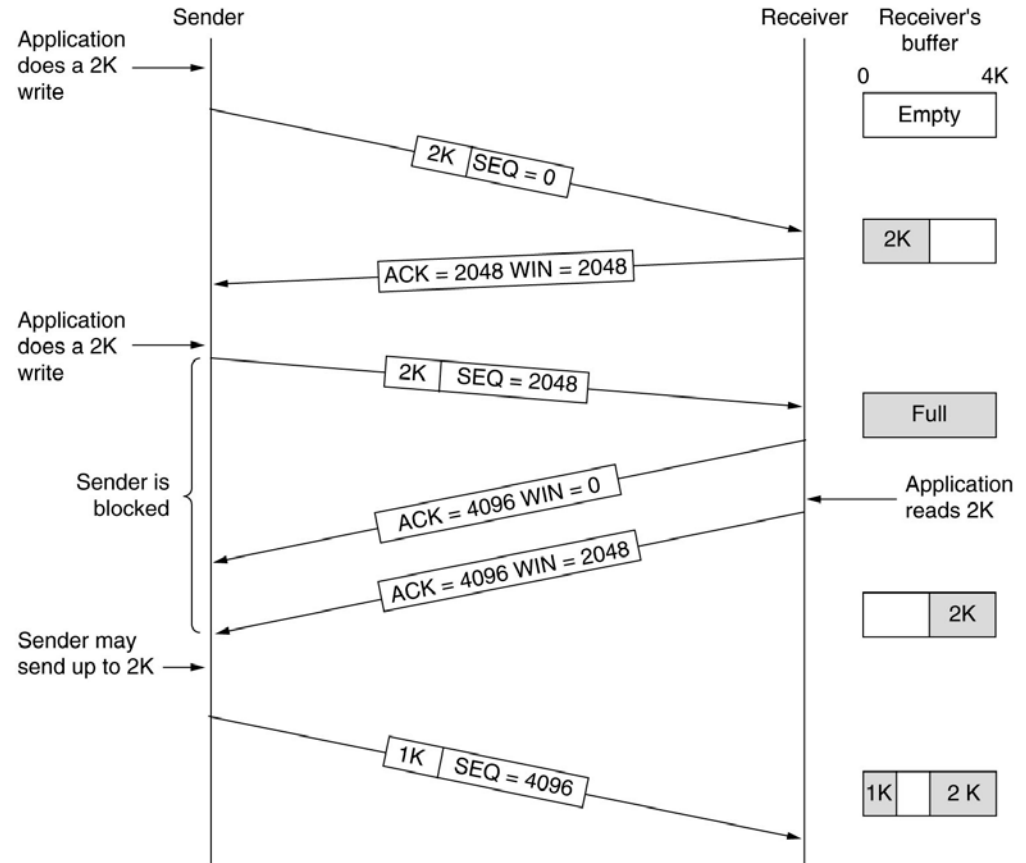 Sender
Receiver
Receiver's
buffer
Application
does a 2K
write
0
4K
Empty
2K
SEQ = 0
2K
ACK = 2048 WIN = 2048
Application
does a 2K
write
2K
SEQ = 2048
Full
Sender is
blocked
ACK = 4096 WIN = 0
Application
reads 2K
ACK = 4096 WIN = 2048
2K
Sender may
send up to 2K
1K
SEQ = 4096
1K
2 K